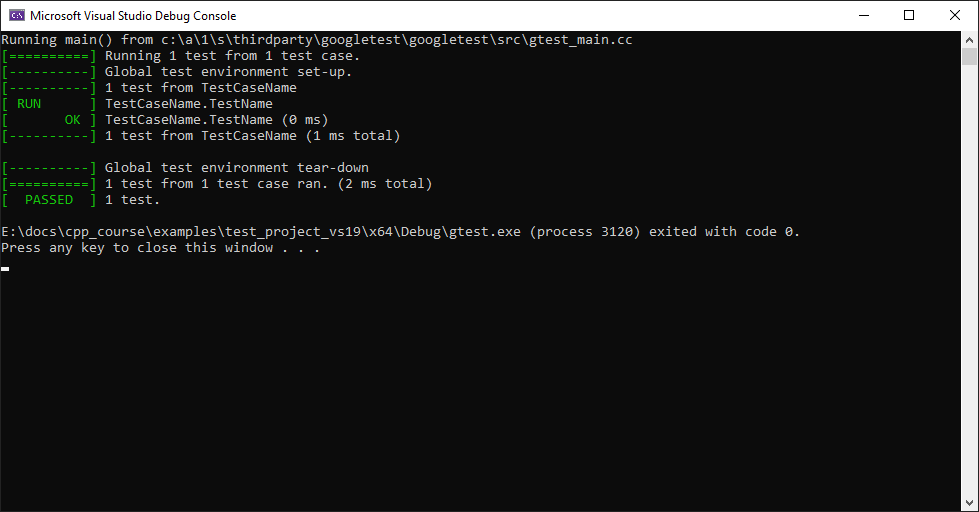 C:\
Microsoft Visual Studio Debug Console
Running main() from c:\a\1\s\thirdparty\googletest\googletest\src\gtest_main.cc
[==========] Running 1 test from 1 test case.
[----------] Global test environment set-up.
[----------] 1 test from TestCaseName
[ RUN      ] TestCaseName.TestName
[       OK ] TestCaseName.TestName (0 ms)
[----------] 1 test from TestCaseName (1 ms total)

[----------] Global test environment tear-down
[==========] 1 test from 1 test case ran. (2 ms total)
[  PASSED  ] 1 test.

E:\docs\cpp_course\examples\test_project_vs19\x64\Debug\gtest.exe (process 3120) exited with code 0.
Press any key to close this window . . .